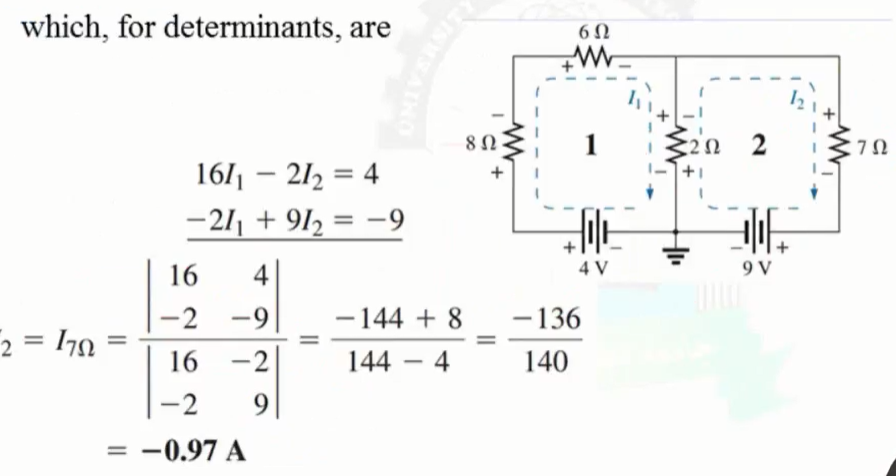 which, for determinants, are
6 Ω
+ −
I₁
I₂
− + − +
8 Ω 1 2 Ω 2 7 Ω
+ − + −
+ − − +
4 V 9 V
16I₁ − 2I₂ = 4
−2I₁ + 9I₂ = −9
| 16 4 |
| −2 −9 | −144 + 8 −136
₂ = I₇Ω = ⸻ = ⸻ = ⸻
| 16 −2 | 144 − 4 140
| −2 9 |
= −0.97 A